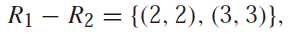 R₁ − R₂ = {(2, 2), (3, 3)},